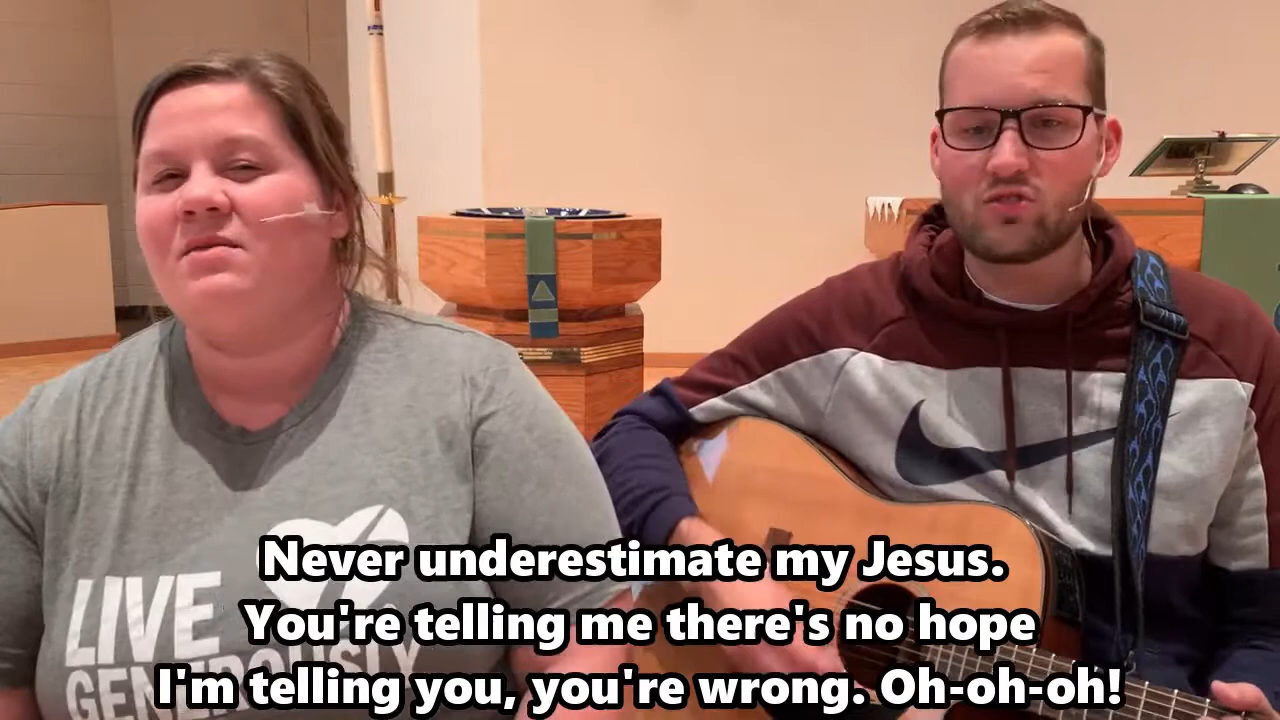 LIVE
GENEROUSLY
Never underestimate my Jesus.
You're telling me there's no hope
I'm telling you, you're wrong. Oh-oh-oh!